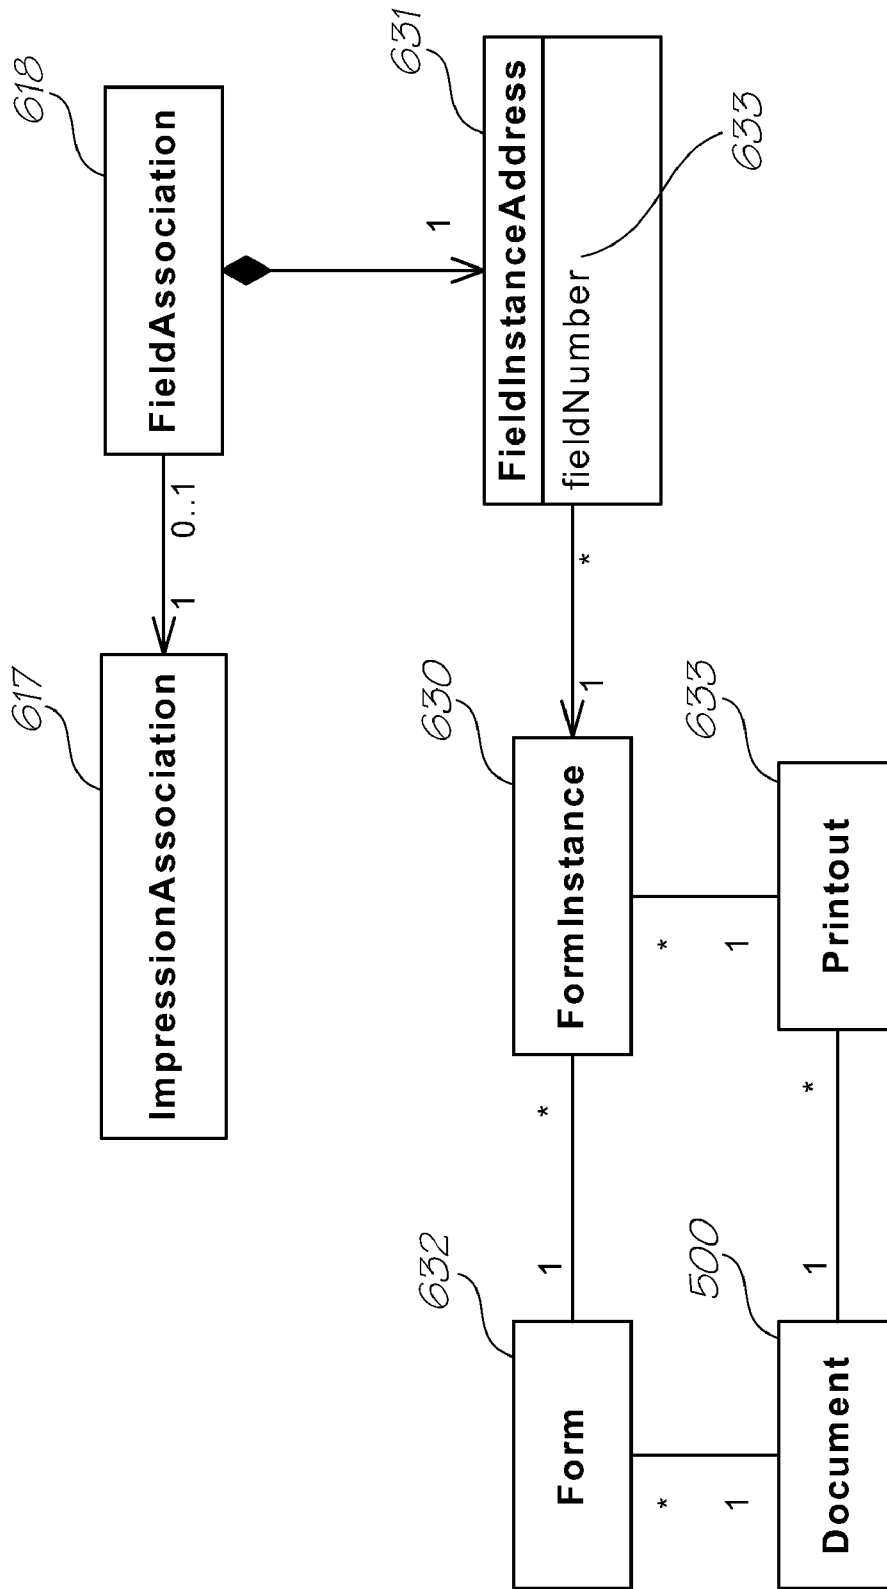 617
618
ImpressionAssociation
FieldAssociation
1
0..1
631
632
630
1
FieldInstanceAddress
Form
1
*
FormInstance
1
*
fieldNumber
*
*
500
633
633
1
1
Document
1
*
Printout